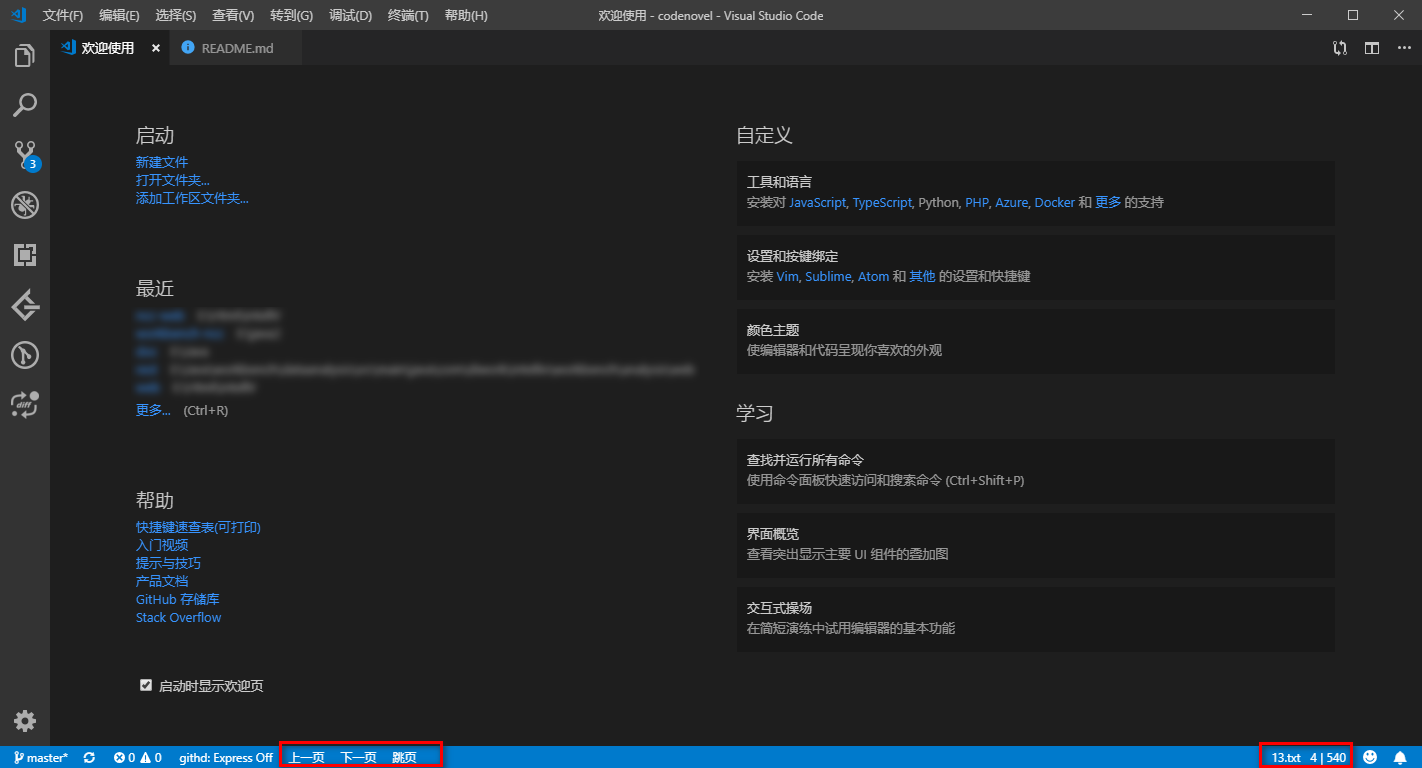 文件(F) 编辑(E) 选择(S) 查看(V) 转到(G) 调试(D) 终端(T) 帮助(H) 欢迎使用 - codenovel - Visual Studio Code
欢迎使用 README.md
启动
新建文件
打开文件夹...
添加工作区文件夹...
最近
更多... (Ctrl+R)
帮助
快捷键速查表(可打印)
入门视频
提示与技巧
产品文档
GitHub 存储库
Stack Overflow
启动时显示欢迎页
自定义
工具和语言
安装对 JavaScript, TypeScript, Python, PHP, Azure, Docker 和 更多 的支持
设置和按键绑定
安装 Vim, Sublime, Atom 和 其他 的设置和快捷键
颜色主题
使编辑器和代码呈现你喜欢的外观
学习
查找并运行所有命令
使用命令面板快速访问和搜索命令 (Ctrl+Shift+P)
界面概览
查看突出显示主要 UI 组件的叠加图
交互式操场
在简短演练中试用编辑器的基本功能
3
diff
master* 0 0 githd: Express Off 上一页 下一页 跳页 13.txt 4 | 540